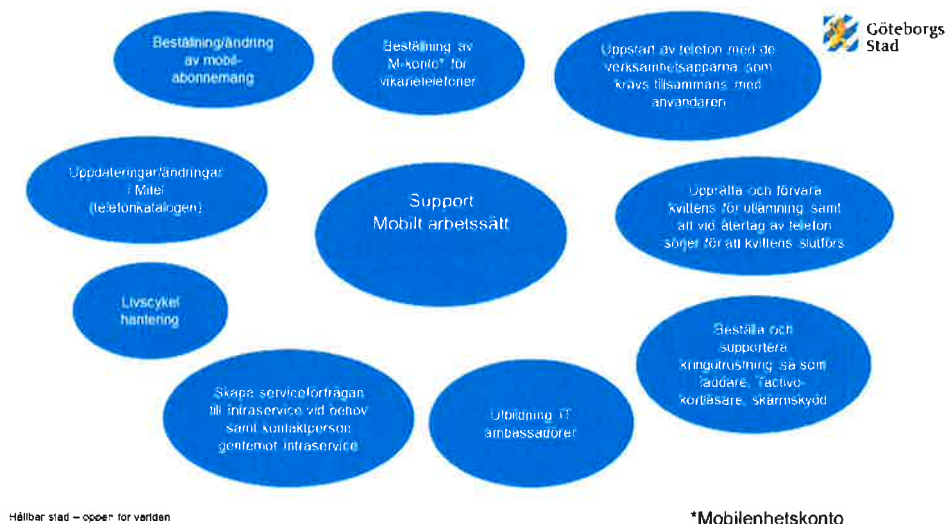 Beställning/ändring
av mobil-
abonnemang
Beställning av
M-konto* för
vikarietelefoner
Uppstart av telefon med de
verksamhetsapparna som
krävs tillsammans med
användaren
Göteborgs
Stad
Uppdateringar/ändringar
i Mitel
(telefonkatalogen)
Support
Mobilt arbetssätt
Upprätta och förvara
kvittens för utlämning samt
att vid återtag av telefon
sörjer för att kvittens slutförs
Livscykel
hantering
Beställa och
supportera
kringutrustning så som
laddare, Tactivo-
kortläsare, skärmskydd
Skapa serviceförfrågan
till intraservice vid behov
samt kontaktperson
gentemot intraservice
Utbildning IT
ambassadörer
Hållbar stad – öppen för världen
*Mobilenhetskonto